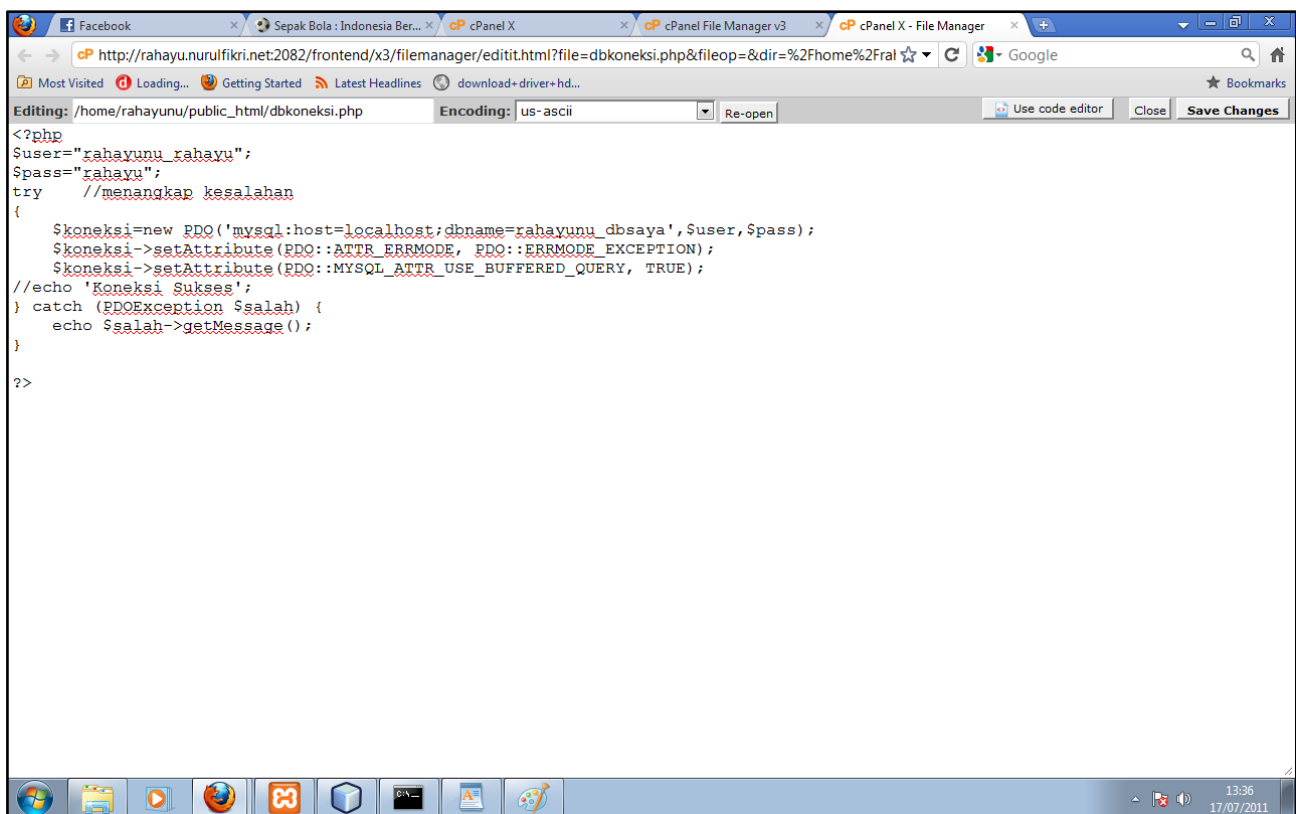 Facebook
Sepak Bola : Indonesia Ber...
cP cPanel X
cP cPanel File Manager v3
cP cPanel X - File Manager
cP http://rahayu.nurulfikri.net:2082/frontend/x3/filemanager/editit.html?file=dbkoneksi.php&fileop=&dir=%2Fhome%2Fral
Google
Most Visited Loading... Getting Started Latest Headlines download+driver+hd... Bookmarks
Editing: /home/rahayunu/public_html/dbkoneksi.php Encoding: us-ascii Re-open Use code editor Close Save Changes
<?php
$user="rahayunu_rahayu";
$pass="rahayu";
try    //menangkap kesalahan
{
    $koneksi=new PDO('mysql:host=localhost;dbname=rahayunu_dbsaya',$user,$pass);
    $koneksi->setAttribute(PDO::ATTR_ERRMODE, PDO::ERRMODE_EXCEPTION);
    $koneksi->setAttribute(PDO::MYSQL_ATTR_USE_BUFFERED_QUERY, TRUE);
//echo 'Koneksi Sukses';
} catch (PDOException $salah) {
    echo $salah->getMessage();
}
?>
13:36
17/07/2011